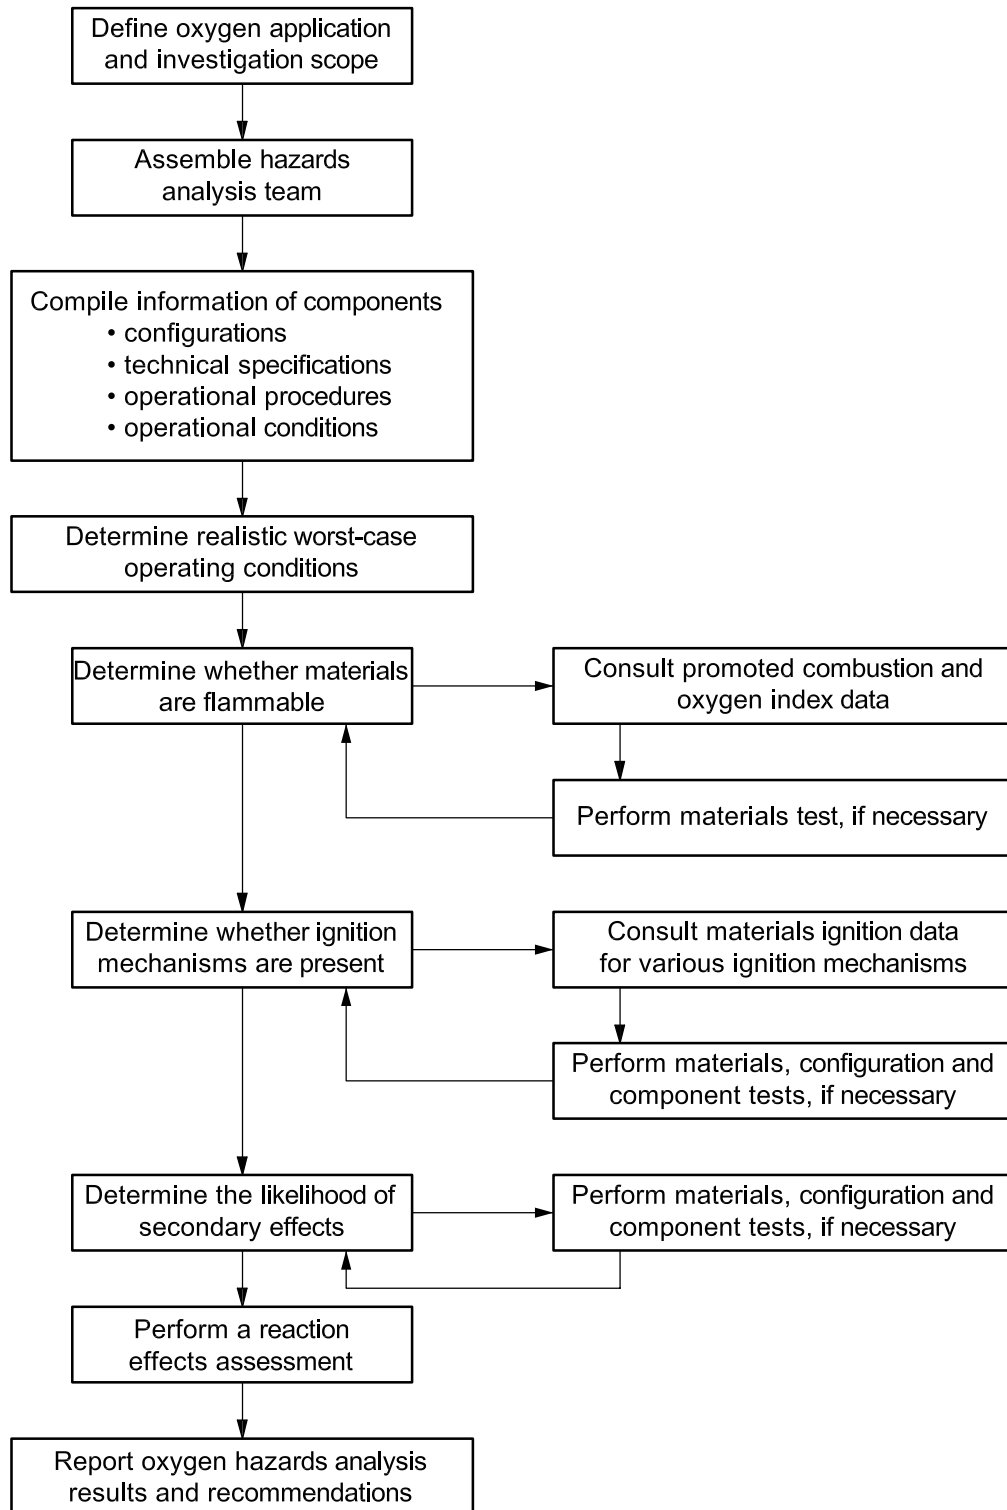 Define oxygen application
and investigation scope
Assemble hazards
analysis team
Compile information of components
• configurations
• technical specifications
• operational procedures
• operational conditions
Determine realistic worst-case
operating conditions
Determine whether materials
are flammable
Consult promoted combustion and
oxygen index data
Perform materials test, if necessary
Determine whether ignition
mechanisms are present
Consult materials ignition data
for various ignition mechanisms
Perform materials, configuration and
component tests, if necessary
Determine the likelihood of
secondary effects
Perform materials, configuration and
component tests, if necessary
Perform a reaction
effects assessment
Report oxygen hazards analysis
results and recommendations